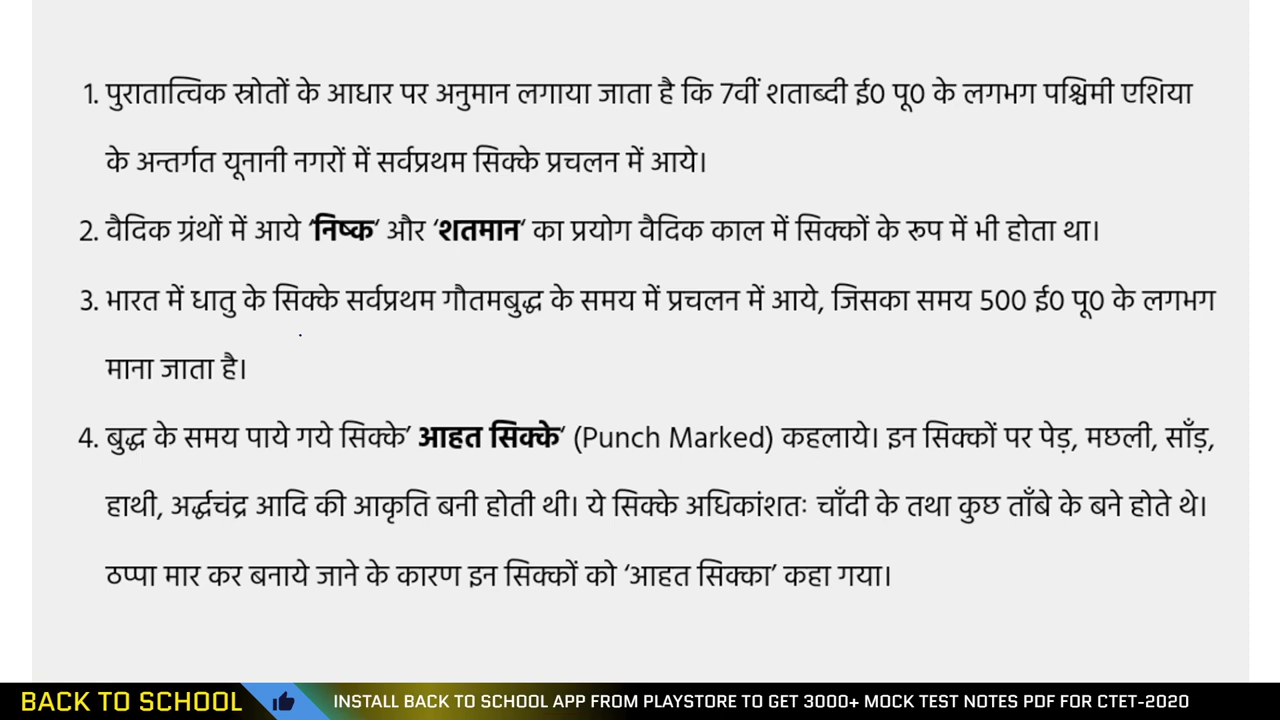 1. पुरातात्विक स्रोतों के आधार पर अनुमान लगाया जाता है कि 7वीं शताब्दी ई0 पू0 के लगभग पश्चिमी एशिया
के अन्तर्गत यूनानी नगरों में सर्वप्रथम सिक्के प्रचलन में आये।
2. वैदिक ग्रंथों में आये ‘निष्क‘ और ‘शतमान‘ का प्रयोग वैदिक काल में सिक्कों के रूप में भी होता था।
3. भारत में धातु के सिक्के सर्वप्रथम गौतमबुद्ध के समय में प्रचलन में आये, जिसका समय 500 ई0 पू0 के लगभग
माना जाता है।
4. बुद्ध के समय पाये गये सिक्के’ आहत सिक्के‘ (Punch Marked) कहलाये। इन सिक्कों पर पेड़, मछली, साँड़,
हाथी, अर्द्धचंद्र आदि की आकृति बनी होती थी। ये सिक्के अधिकांशतः चाँदी के तथा कुछ ताँबे के बने होते थे।
ठप्पा मार कर बनाये जाने के कारण इन सिक्कों को ‘आहत सिक्का’ कहा गया।
BACK TO SCHOOL INSTALL BACK TO SCHOOL APP FROM PLAYSTORE TO GET 3000+ MOCK TEST NOTES PDF FOR CTET-2020